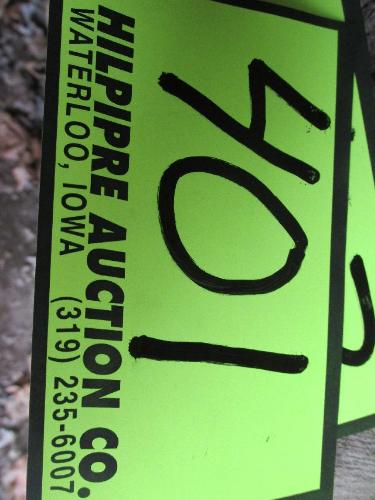 401
HILPIPRE AUCTION CO.
WATERLOO, IOWA (319) 235-6007